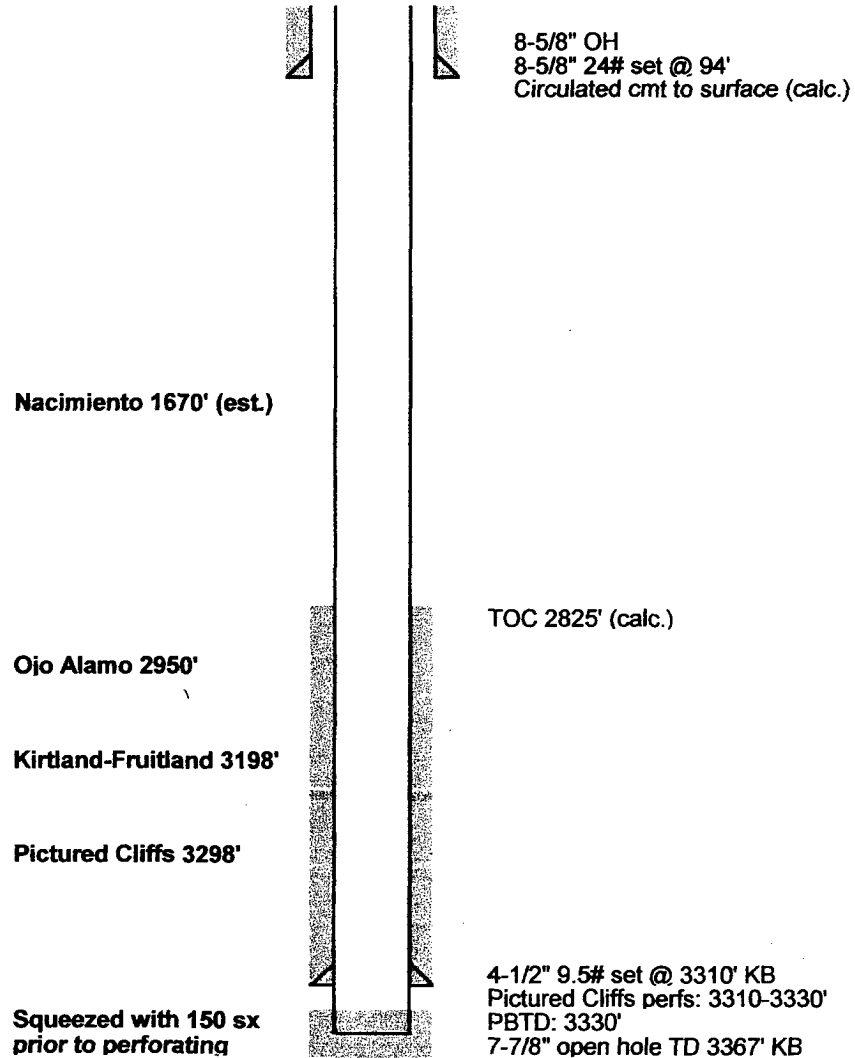 8-5/8" OH
8-5/8" 24# set @ 94'
Circulated cmt to surface (calc.)
Nacimiento 1670' (est.)
TOC 2825' (calc.)
Ojo Alamo 2950'
Kirtland-Fruitland 3198'
Pictured Cliffs 3298'
4-1/2" 9.5# set @ 3310' KB
Pictured Cliffs perfs: 3310-3330'
PBTD: 3330'
7-7/8" open hole TD 3367' KB
Squeezed with 150 sx
prior to perforating